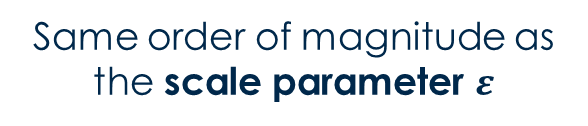 Same order of magnitude as
the scale parameter ε